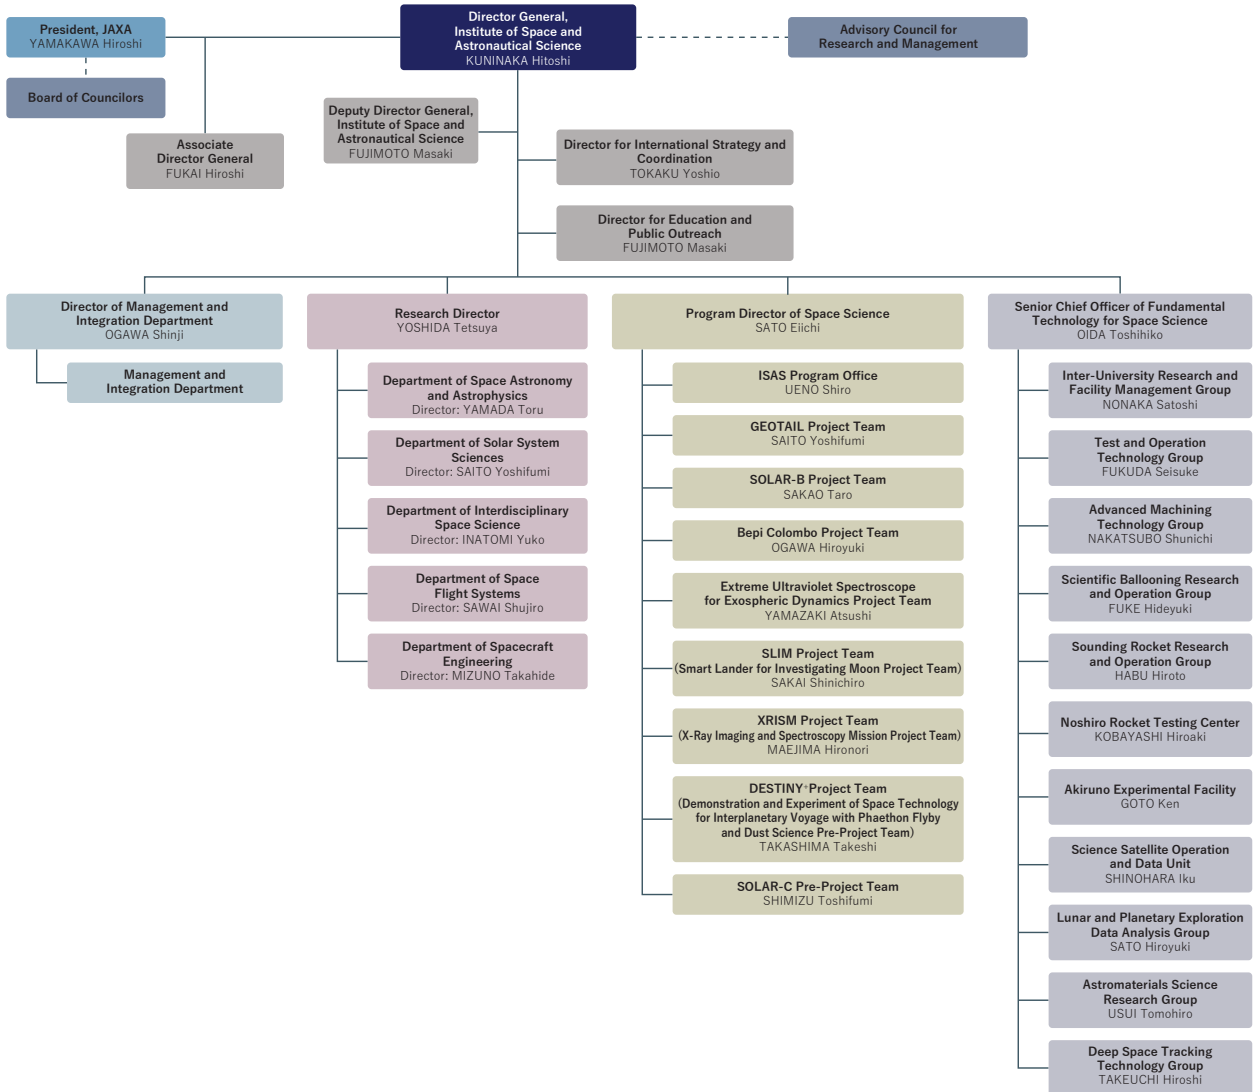 President, JAXA
YAMAKAWA Hiroshi
Board of Councilors
Director General,
Institute of Space and
Astronautical Science
KUNINAKA Hitoshi
Advisory Council for
Research and Management
Associate
Director General
FUKAI Hiroshi
Deputy Director General,
Institute of Space and
Astronautical Science
FUJIMOTO Masaki
Director for International Strategy and
Coordination
TOKAKU Yoshio
Director for Education and
Public Outreach
FUJIMOTO Masaki
Director of Management and
Integration Department
OGAWA Shinji
Management and
Integration Department
Research Director
YOSHIDA Tetsuya
Department of Space Astronomy
and Astrophysics
Director: YAMADA Toru
Department of Solar System
Sciences
Director: SAITO Yoshifumi
Department of Interdisciplinary
Space Science
Director: INATOMI Yuko
Department of Space
Flight Systems
Director: SAWAI Shujiro
Department of Spacecraft
Engineering
Director: MIZUNO Takahide
Program Director of Space Science
SATO Eiichi
ISAS Program Office
UENO Shiro
GEOTAIL Project Team
SAITO Yoshifumi
SOLAR-B Project Team
SAKAO Taro
Bepi Colombo Project Team
OGAWA Hiroyuki
Extreme Ultraviolet Spectroscope
for Exospheric Dynamics Project Team
YAMAZAKI Atsushi
SLIM Project Team
(Smart Lander for Investigating Moon Project Team)
SAKAI Shinichiro
XRISM Project Team
(X-Ray Imaging and Spectroscopy Mission Project Team)
MAEJIMA Hironori
DESTINY⁺Project Team
(Demonstration and Experiment of Space Technology
for Interplanetary Voyage with Phaethon Flyby
and Dust Science Pre-Project Team)
TAKASHIMA Takeshi
SOLAR-C Pre-Project Team
SHIMIZU Toshifumi
Senior Chief Officer of Fundamental
Technology for Space Science
OIDA Toshihiko
Inter-University Research and
Facility Management Group
NONAKA Satoshi
Test and Operation
Technology Group
FUKUDA Seisuke
Advanced Machining
Technology Group
NAKATSUBO Shunichi
Scientific Ballooning Research
and Operation Group
FUKE Hideyuki
Sounding Rocket Research
and Operation Group
HABU Hiroto
Noshiro Rocket Testing Center
KOBAYASHI Hiroaki
Akiruno Experimental Facility
GOTO Ken
Science Satellite Operation
and Data Unit
SHINOHARA Iku
Lunar and Planetary Exploration
Data Analysis Group
SATO Hiroyuki
Astromaterials Science
Research Group
USUI Tomohiro
Deep Space Tracking
Technology Group
TAKEUCHI Hiroshi